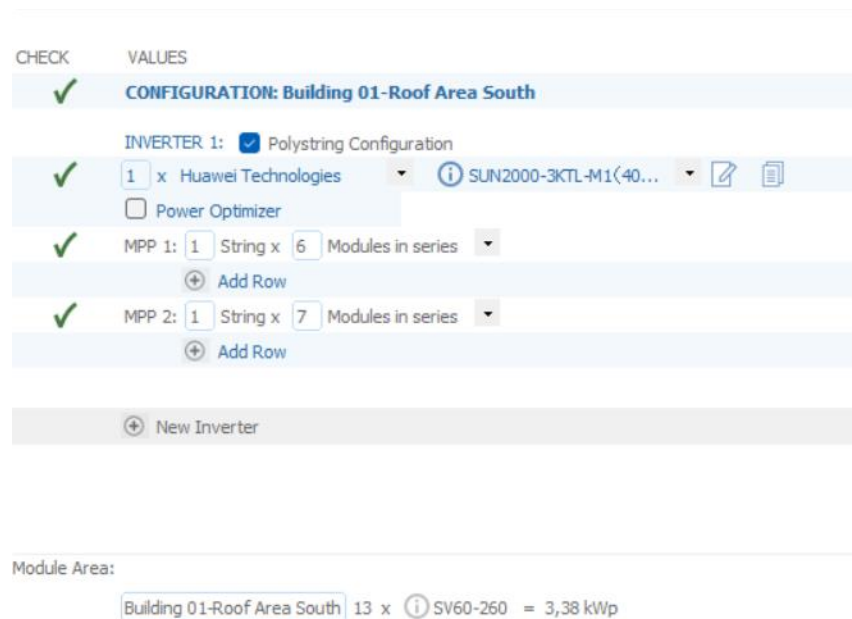 CHECK VALUES
CONFIGURATION: Building 01-Roof Area South
INVERTER 1: Polystring Configuration
1 x Huawei Technologies SUN2000-3KTL-M1(40...
Power Optimizer
MPP 1: 1 String x 6 Modules in series
Add Row
MPP 2: 1 String x 7 Modules in series
Add Row
New Inverter
Module Area:
Building 01-Roof Area South 13 x SV60-260 = 3,38 kWp